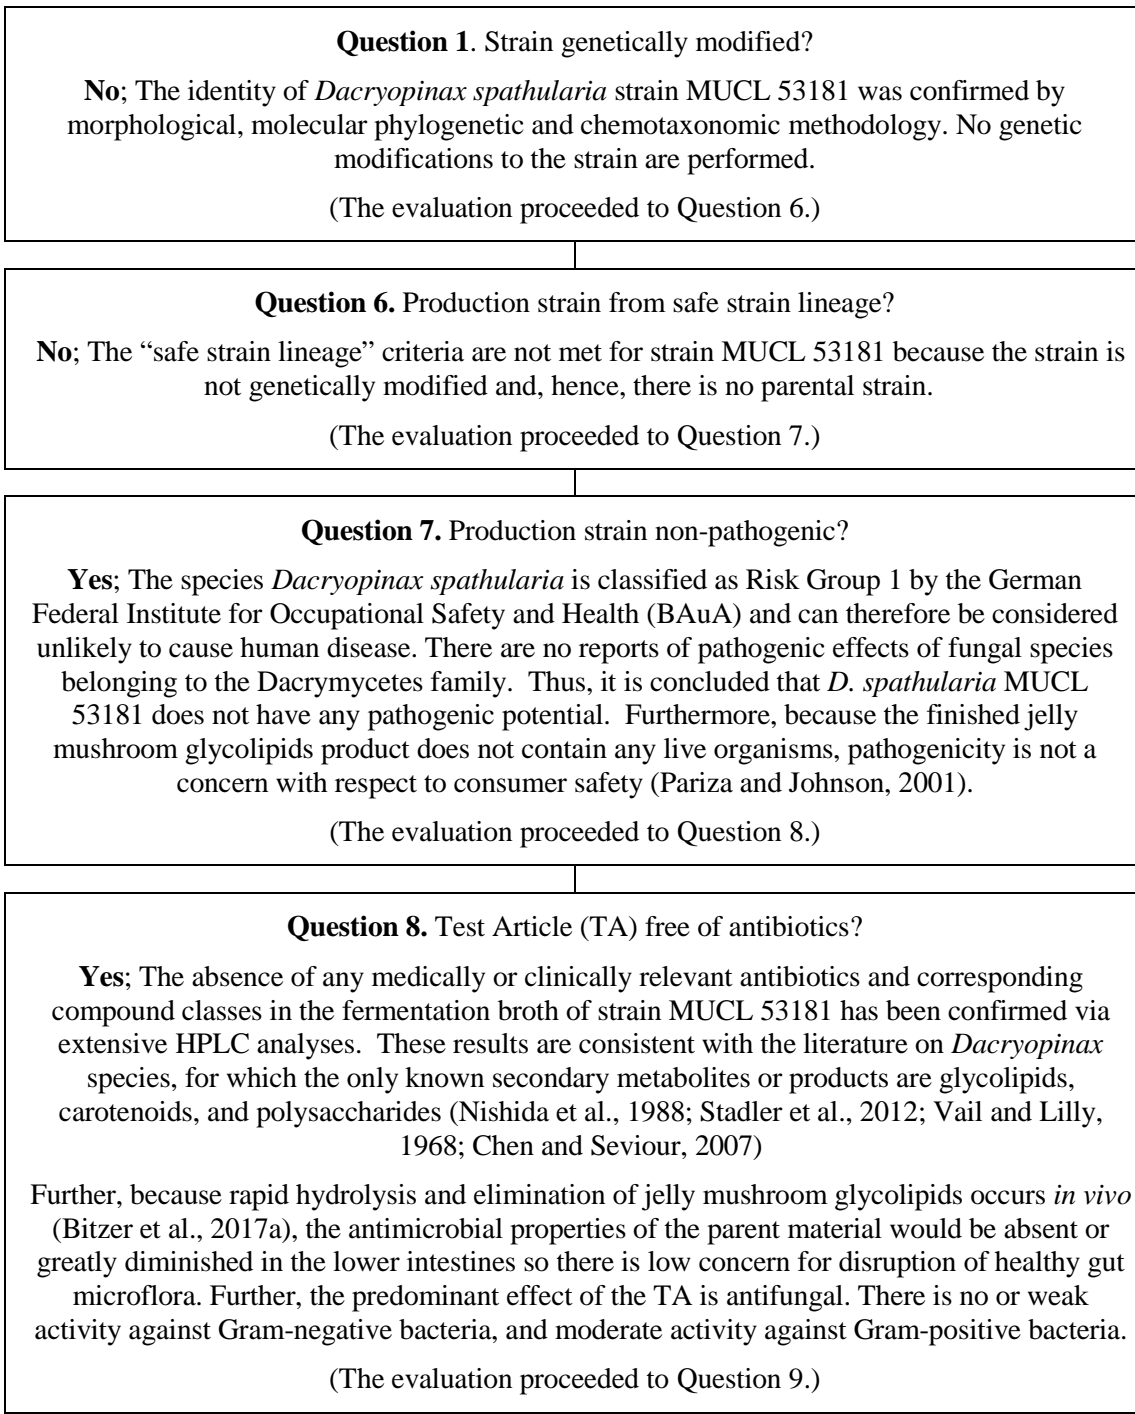 Question 1. Strain genetically modified?
No; The identity of Dacryopinax spathularia strain MUCL 53181 was confirmed by
morphological, molecular phylogenetic and chemotaxonomic methodology. No genetic
modifications to the strain are performed.
(The evaluation proceeded to Question 6.)
Question 6. Production strain from safe strain lineage?
No; The “safe strain lineage” criteria are not met for strain MUCL 53181 because the strain is
not genetically modified and, hence, there is no parental strain.
(The evaluation proceeded to Question 7.)
Question 7. Production strain non-pathogenic?
Yes; The species Dacryopinax spathularia is classified as Risk Group 1 by the German
Federal Institute for Occupational Safety and Health (BAuA) and can therefore be considered
unlikely to cause human disease. There are no reports of pathogenic effects of fungal species
belonging to the Dacrymycetes family.  Thus, it is concluded that D. spathularia MUCL
53181 does not have any pathogenic potential.  Furthermore, because the finished jelly
mushroom glycolipids product does not contain any live organisms, pathogenicity is not a
concern with respect to consumer safety (Pariza and Johnson, 2001).
(The evaluation proceeded to Question 8.)
Question 8. Test Article (TA) free of antibiotics?
Yes; The absence of any medically or clinically relevant antibiotics and corresponding
compound classes in the fermentation broth of strain MUCL 53181 has been confirmed via
extensive HPLC analyses.  These results are consistent with the literature on Dacryopinax
species, for which the only known secondary metabolites or products are glycolipids,
carotenoids, and polysaccharides (Nishida et al., 1988; Stadler et al., 2012; Vail and Lilly,
1968; Chen and Seviour, 2007)
Further, because rapid hydrolysis and elimination of jelly mushroom glycolipids occurs in vivo
(Bitzer et al., 2017a), the antimicrobial properties of the parent material would be absent or
greatly diminished in the lower intestines so there is low concern for disruption of healthy gut
microflora. Further, the predominant effect of the TA is antifungal. There is no or weak
activity against Gram-negative bacteria, and moderate activity against Gram-positive bacteria.
(The evaluation proceeded to Question 9.)